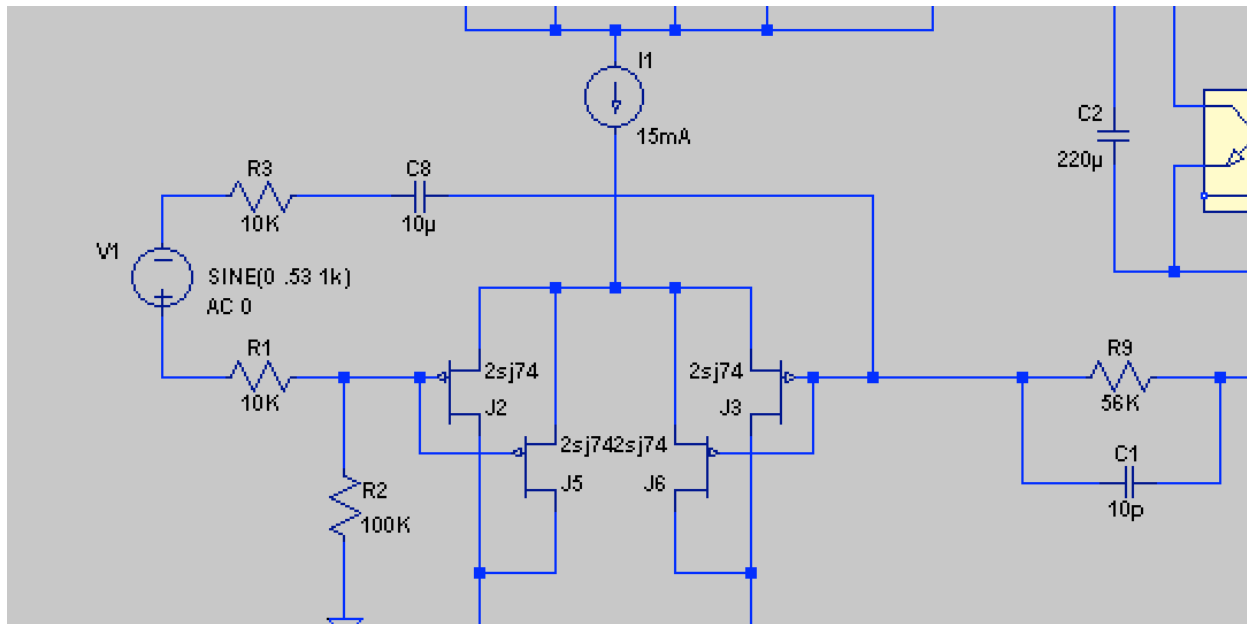 I1
15mA
C2
220µ
R3
10K
C8
10µ
V1
SINE(0 .53 1k)
AC 0
R1
10K
2sj74
J2
2sj74
J3
R9
56K
2sj742sj74
J5
J6
C1
10p
R2
100K